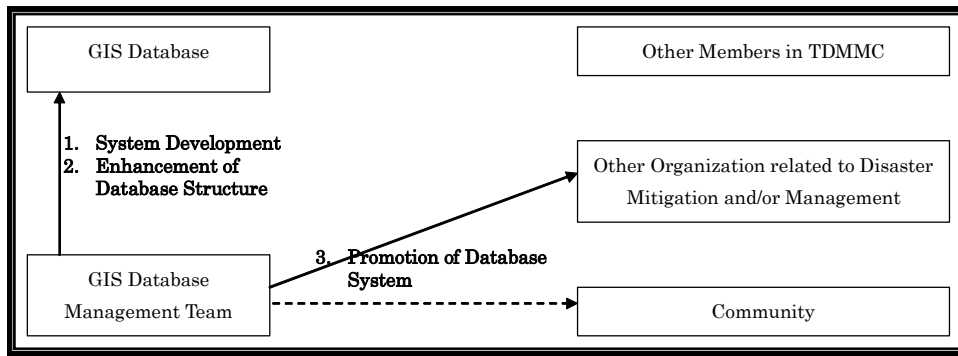 GIS Database
Other Members in TDMMC
1. System Development
2. Enhancement of
Database Structure
Other Organization related to Disaster
Mitigation and/or Management
3. Promotion of Database
System
GIS Database
Management Team
Community